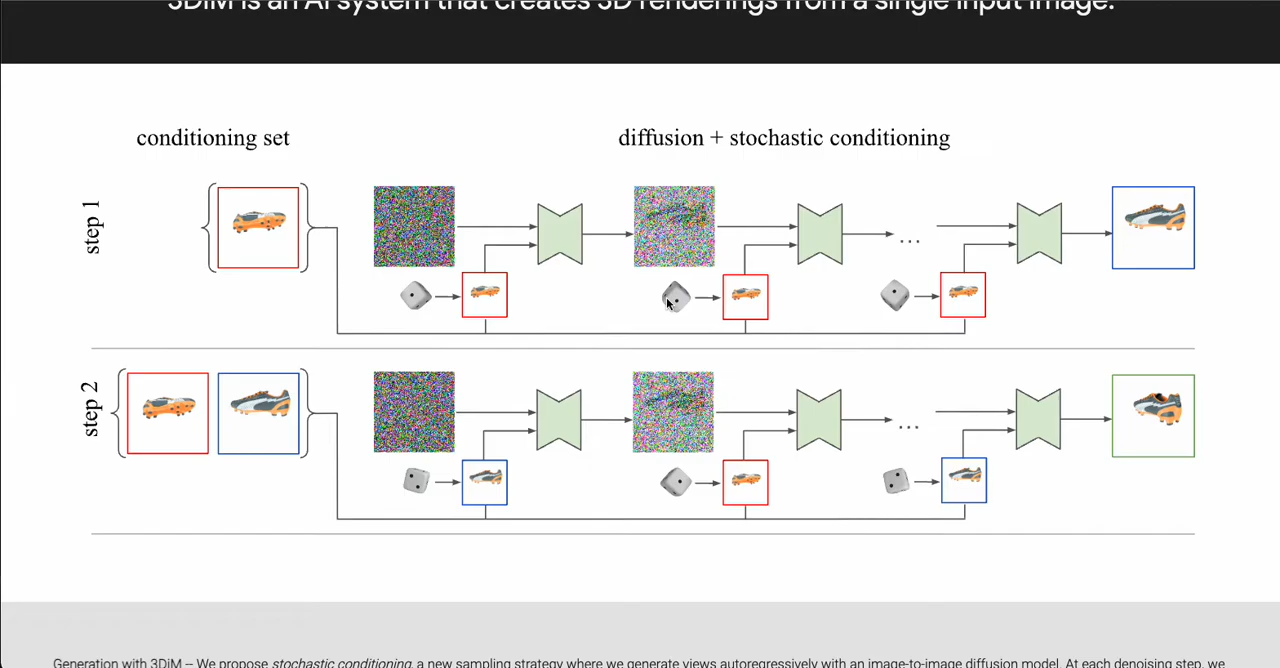 3DiM is an AI system that creates 3D renderings from a single input image.
conditioning set
diffusion + stochastic conditioning
step 1
...
step 2
...
Generation with 3DiM -- We propose stochastic conditioning, a new sampling strategy where we generate views autoregressively with an image-to-image diffusion model. At each denoising step, we